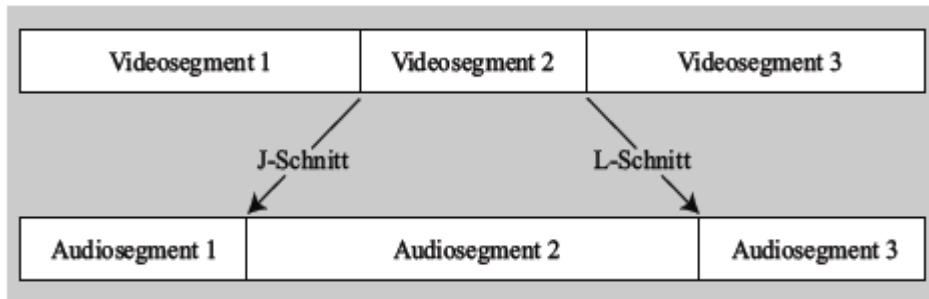 Videosegment 1 Videosegment 2 Videosegment 3
J-Schnitt L-Schnitt
Audiosegment 1 Audiosegment 2 Audiosegment 3